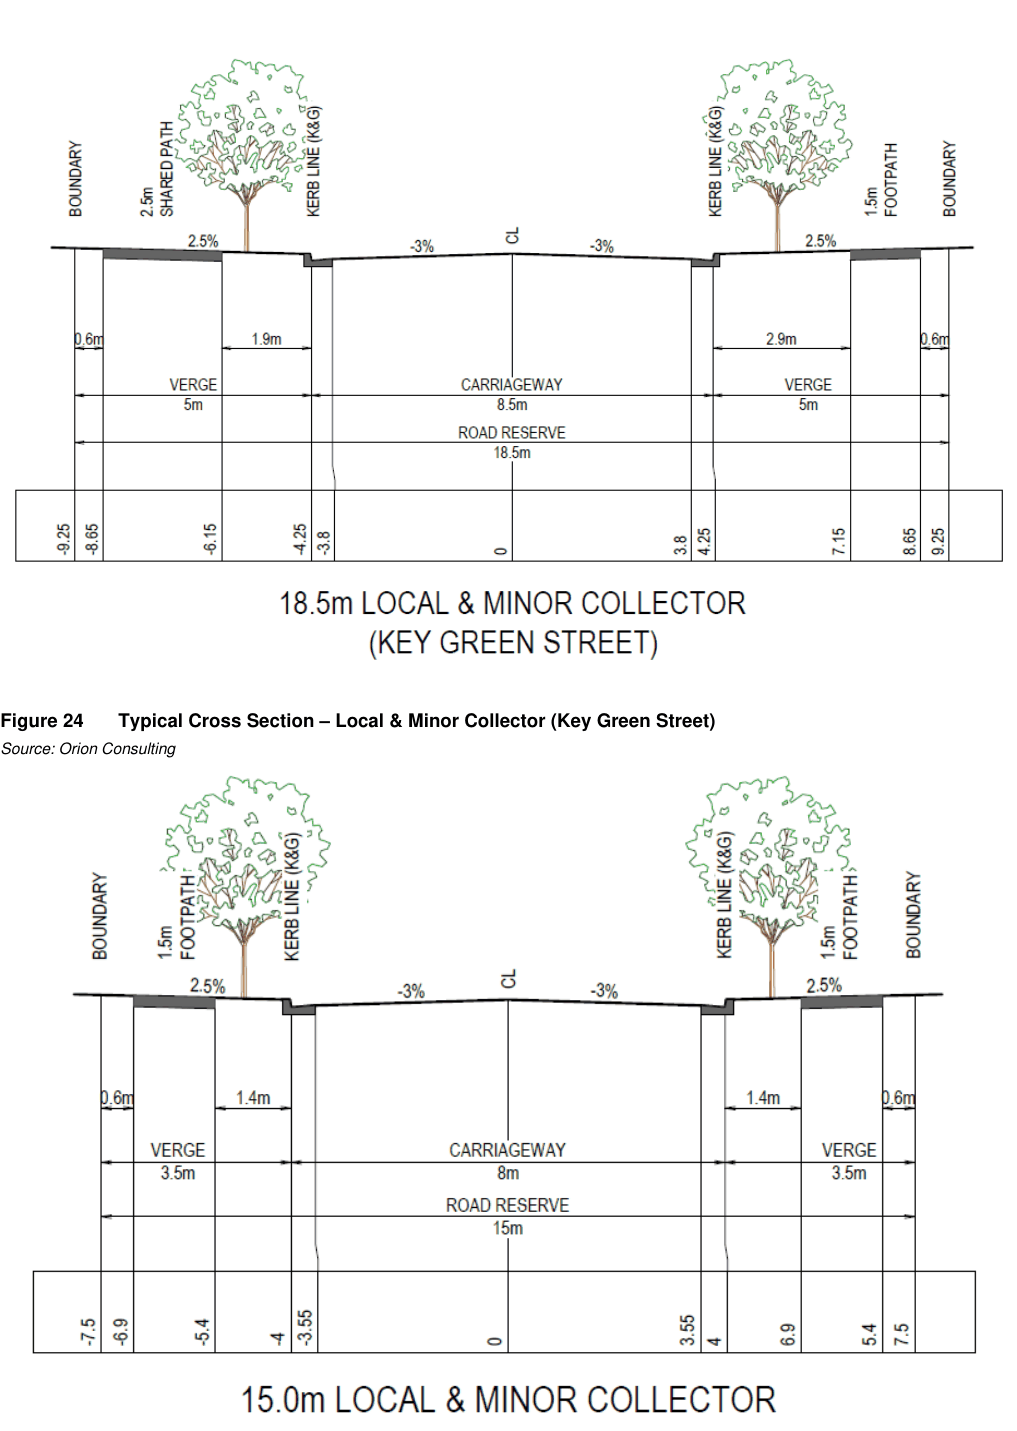 BOUNDARY
2.5m
SHARED PATH
KERB LINE (K&G)
CL
KERB LINE (K&G)
1.5m
FOOTPATH
BOUNDARY
2.5%
-3%
-3%
2.5%
0.6m
1.9m
2.9m
0.6m
VERGE
5m
CARRIAGEWAY
8.5m
VERGE
5m
ROAD RESERVE
18.5m
-9.25
-8.65
-6.15
-4.25
-3.8
0
3.8
4.25
7.15
8.65
9.25
18.5m LOCAL & MINOR COLLECTOR
(KEY GREEN STREET)
Figure 24 Typical Cross Section – Local & Minor Collector (Key Green Street)
Source: Orion Consulting
BOUNDARY
1.5m
FOOTPATH
KERB LINE (K&G)
CL
KERB LINE (K&G)
1.5m
FOOTPATH
BOUNDARY
2.5%
-3%
-3%
2.5%
0.6m
1.4m
1.4m
0.6m
VERGE
3.5m
CARRIAGEWAY
8m
VERGE
3.5m
ROAD RESERVE
15m
-7.5
-6.9
-5.4
-4
-3.55
0
3.55
4
6.9
5.4
7.5
15.0m LOCAL & MINOR COLLECTOR